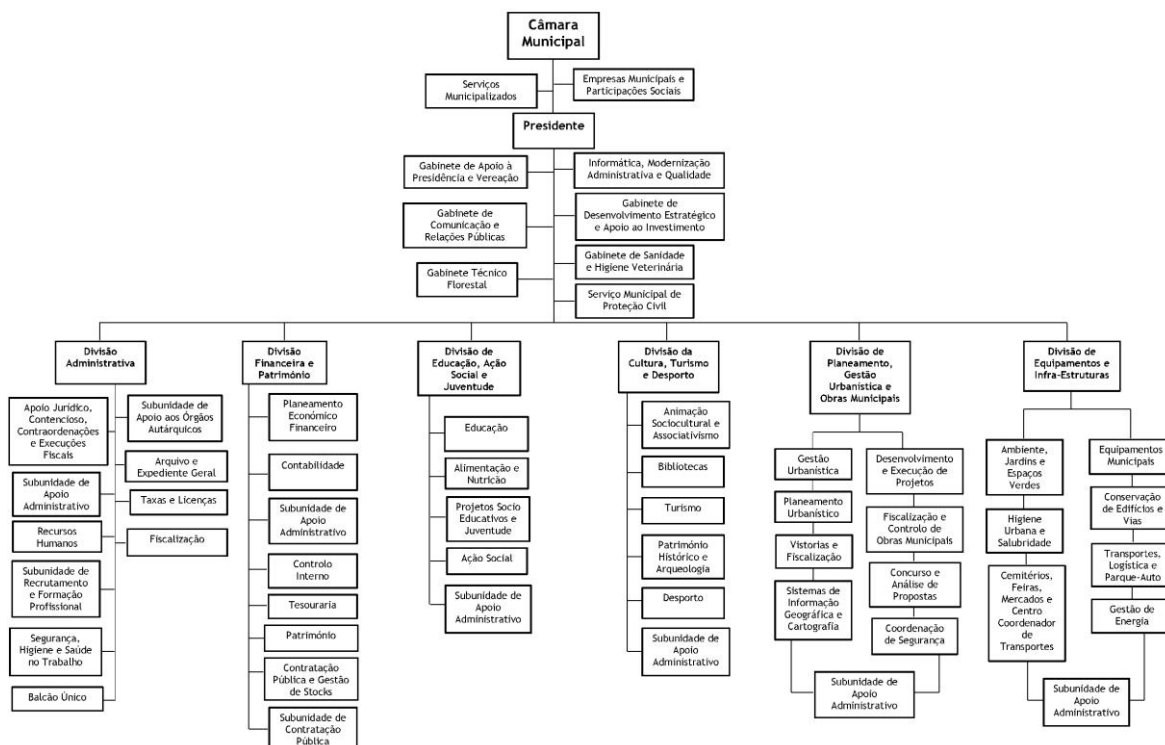 Câmara
Municipal
Serviços
Municipalizados
Empresas Municipais e
Participações Sociais
Presidente
Gabinete de Apoio à
Presidência e Vereação
Informática, Modernização
Administrativa e Qualidade
Gabinete de
Comunicação e
Relações Públicas
Gabinete de
Desenvolvimento Estratégico
e Apoio ao Investimento
Gabinete Técnico
Florestal
Gabinete de Sanidade
e Higiene Veterinária
Serviço Municipal de
Proteção Civil
Divisão
Administrativa
Apoio Jurídico,
Contencioso,
Contraordenações
e Execuções
Fiscais
Subunidade de
Apoio aos Órgãos
Autárquicos
Arquivo e
Expediente Geral
Subunidade de
Apoio
Administrativo
Taxas e Licenças
Recursos
Humanos
Fiscalização
Subunidade de
Recrutamento
e Formação
Profissional
Segurança,
Higiene e Saúde
no Trabalho
Balcão Único
Divisão
Financeira e
Património
Planeamento
Económico
Financeiro
Contabilidade
Subunidade de
Apoio
Administrativo
Controlo
Interno
Tesouraria
Património
Contratação
Pública e Gestão
de Stocks
Subunidade de
Contratação
Pública
Divisão de
Educação, Ação
Social e
Juventude
Educação
Alimentação e
Nutricão
Projetos Socio
Educativos e
Juventude
Ação Social
Subunidade de
Apoio
Administrativo
Divisão da
Cultura, Turismo
e Desporto
Animação
Sociocultural e
Associativismo
Bibliotecas
Turismo
Património
Histórico e
Arqueologia
Desporto
Subunidade de
Apoio
Administrativo
Divisão de
Planeamento,
Gestão
Urbanística e
Obras Municipais
Gestão
Urbanística
Planeamento
Urbanístico
Vistorias e
Fiscalização
Sistemas de
Informação
Geográfica e
Cartografia
Desenvolvimento
e Execução de
Projetos
Fiscalização e
Controlo de
Obras Municipais
Concurso e
Análise de
Propostas
Coordenação
de Segurança
Subunidade de
Apoio
Administrativo
Divisão de
Equipamentos e
Infra-Estruturas
Ambiente,
Jardins e
Espaços
Verdes
Higiene
Urbana e
Salubridade
Cemitérios,
Feiras,
Mercados e
Centro
Coordenador
de
Transportes
Equipamentos
Municipais
Conservação
de Edifícios e
Vias
Transportes,
Logística e
Parque-Auto
Gestão de
Energia
Subunidade de
Apoio
Administrativo